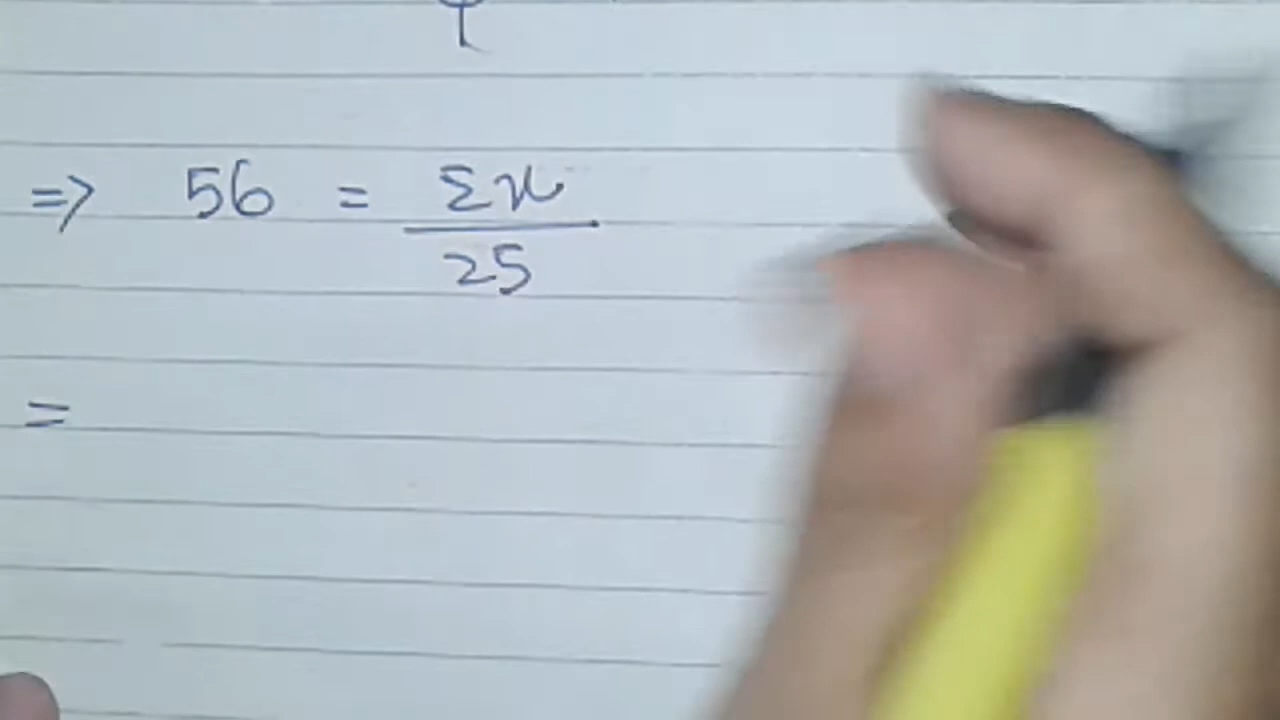 => 56 = Σx
25
=